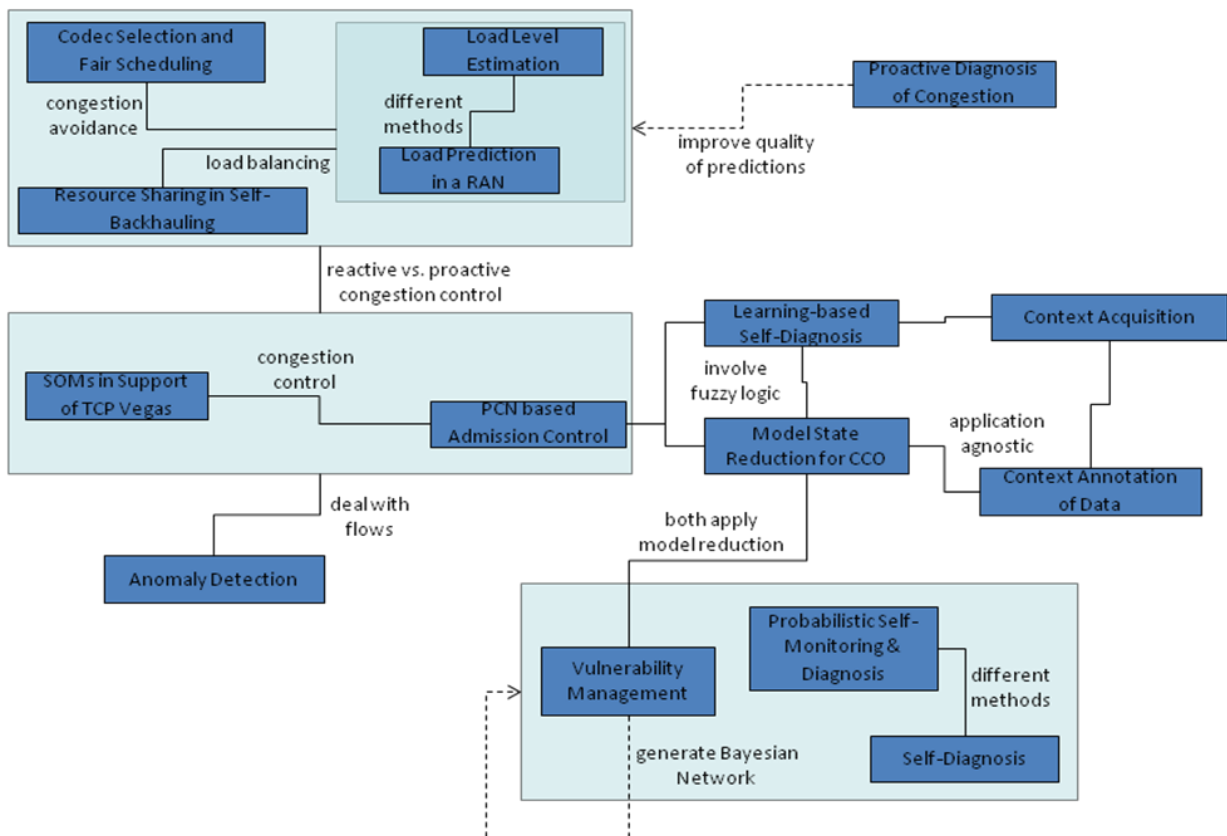 Codec Selection and
Fair Scheduling
Load Level
Estimation
congestion
avoidance
different
methods
load balancing
Load Prediction
in a RAN
Resource Sharing in Self-
Backhauling
Proactive Diagnosis
of Congestion
improve quality
of predictions
reactive vs. proactive
congestion control
SOMs in Support
of TCP Vegas
congestion
control
PCN based
Admission Control
Learning-based
Self-Diagnosis
Context Acquisition
involve
fuzzy logic
Model State
Reduction for CCO
application
agnostic
Context Annotation
of Data
deal with
flows
Anomaly Detection
both apply
model reduction
Vulnerability
Management
Probabilistic Self-
Monitoring &
Diagnosis
different
methods
Self-Diagnosis
generate Bayesian
Network